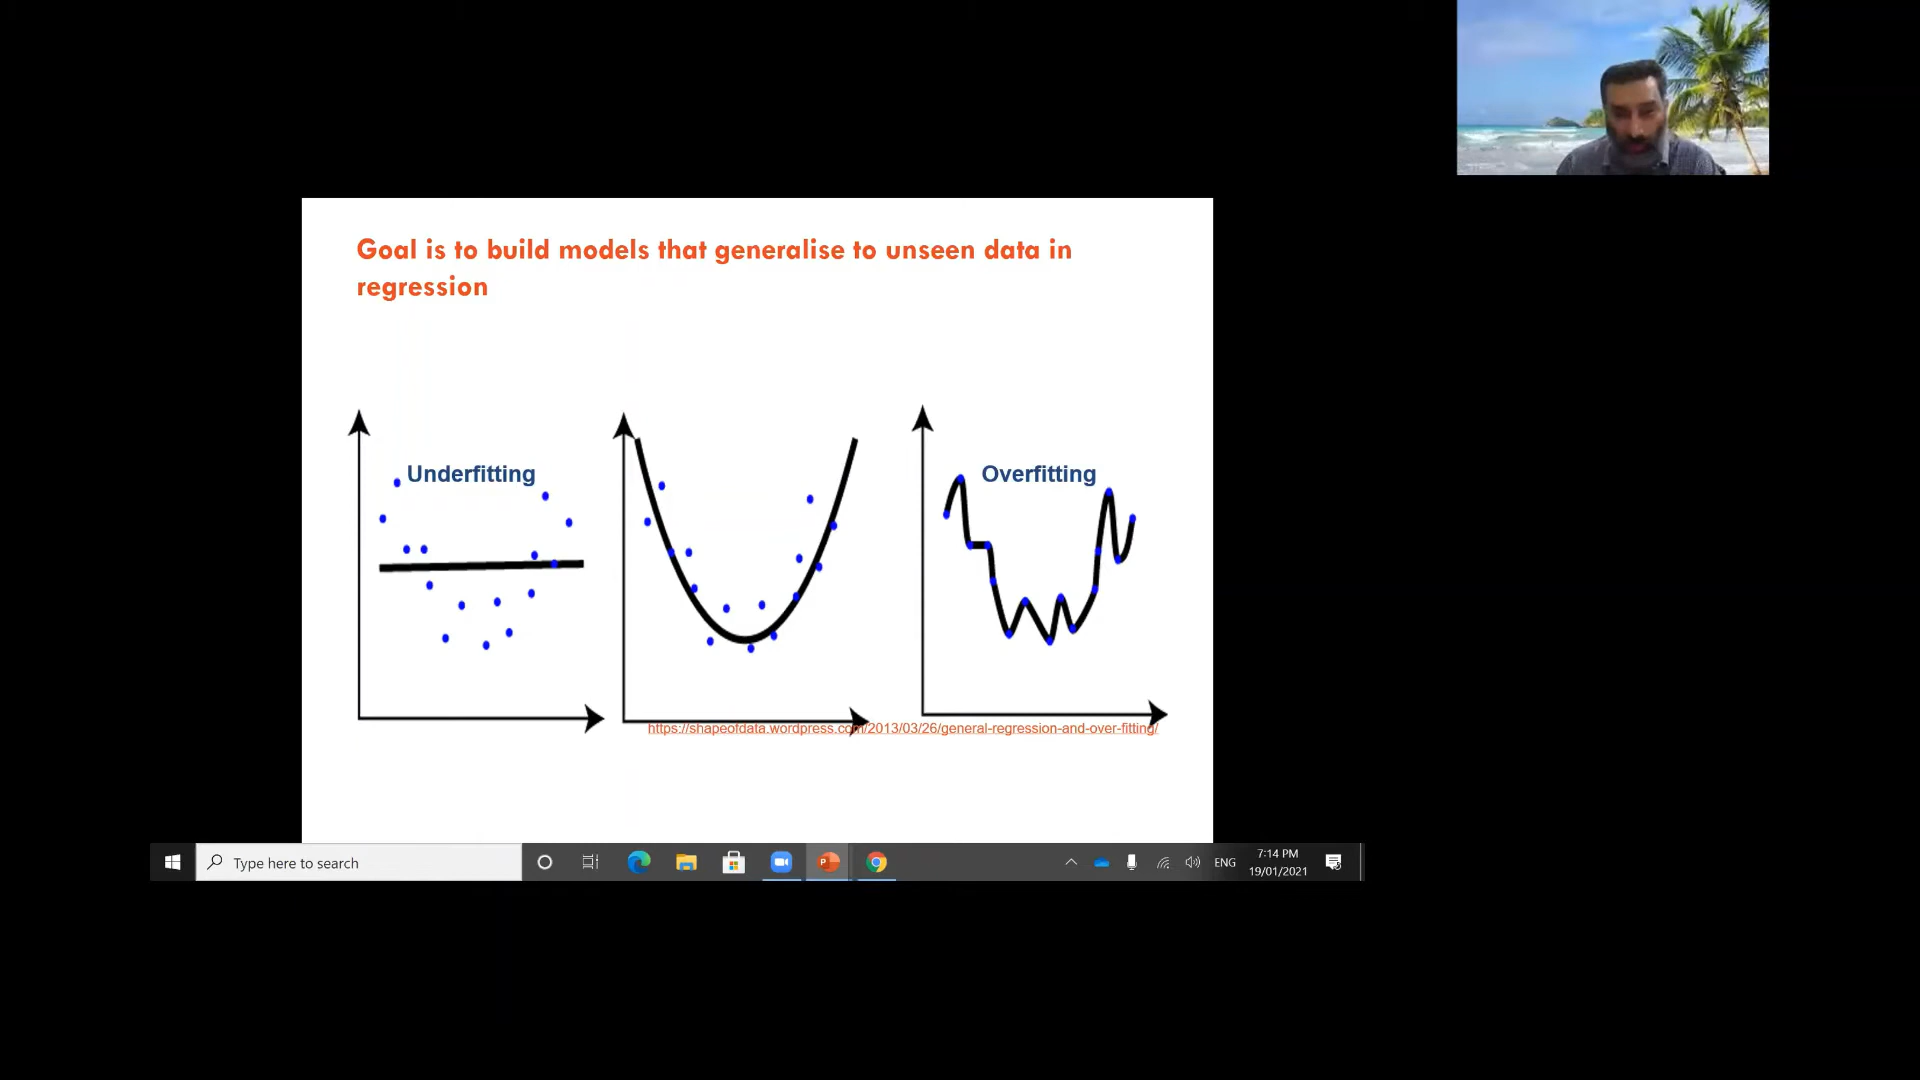 Goal is to build models that generalise to unseen data in
regression
Underfitting
Overfitting
https://shapeofdata.wordpress.com/2013/03/26/general-regression-and-over-fitting/
Type here to search
ENG
7:14 PM
19/01/2021